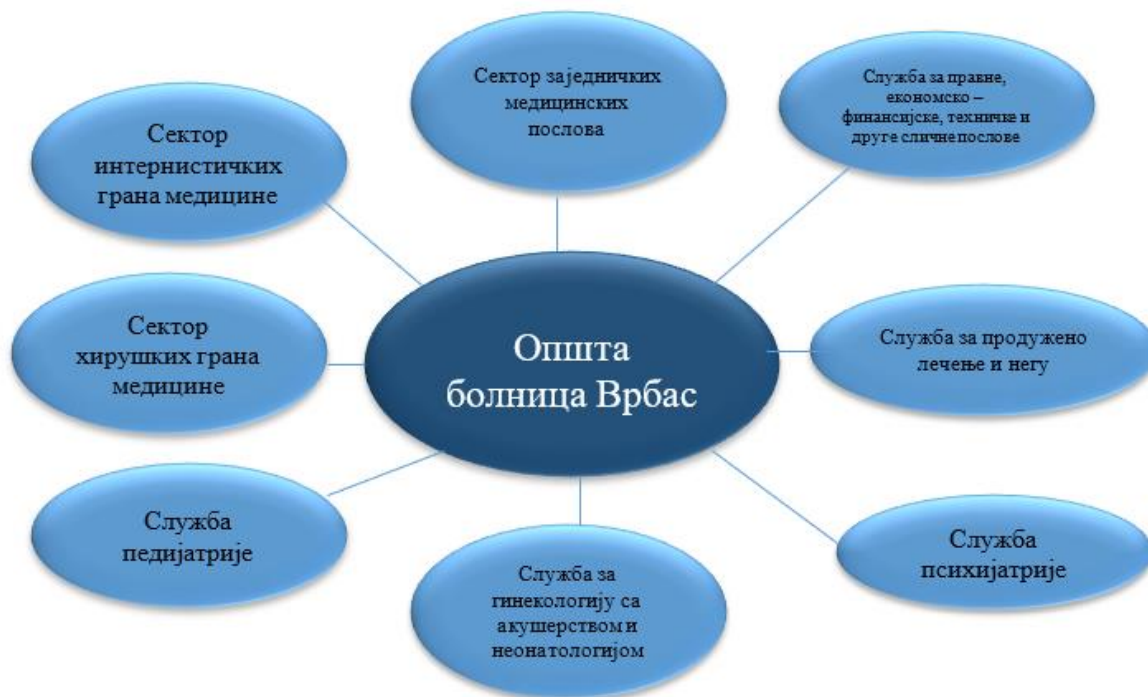 Сектор заједничких
медицинских
послова
Служба за правне,
економско –
финансијске, техничке и
друге сличне послове
Сектор
интернистичких
грана медицине
Сектор
хирушких грана
медицине
Општа
болница Врбас
Служба за продужено
лечење и негу
Служба
педијатрије
Служба за
гинекологију са
акушерством и
неонатологијом
Служба
психијатрије